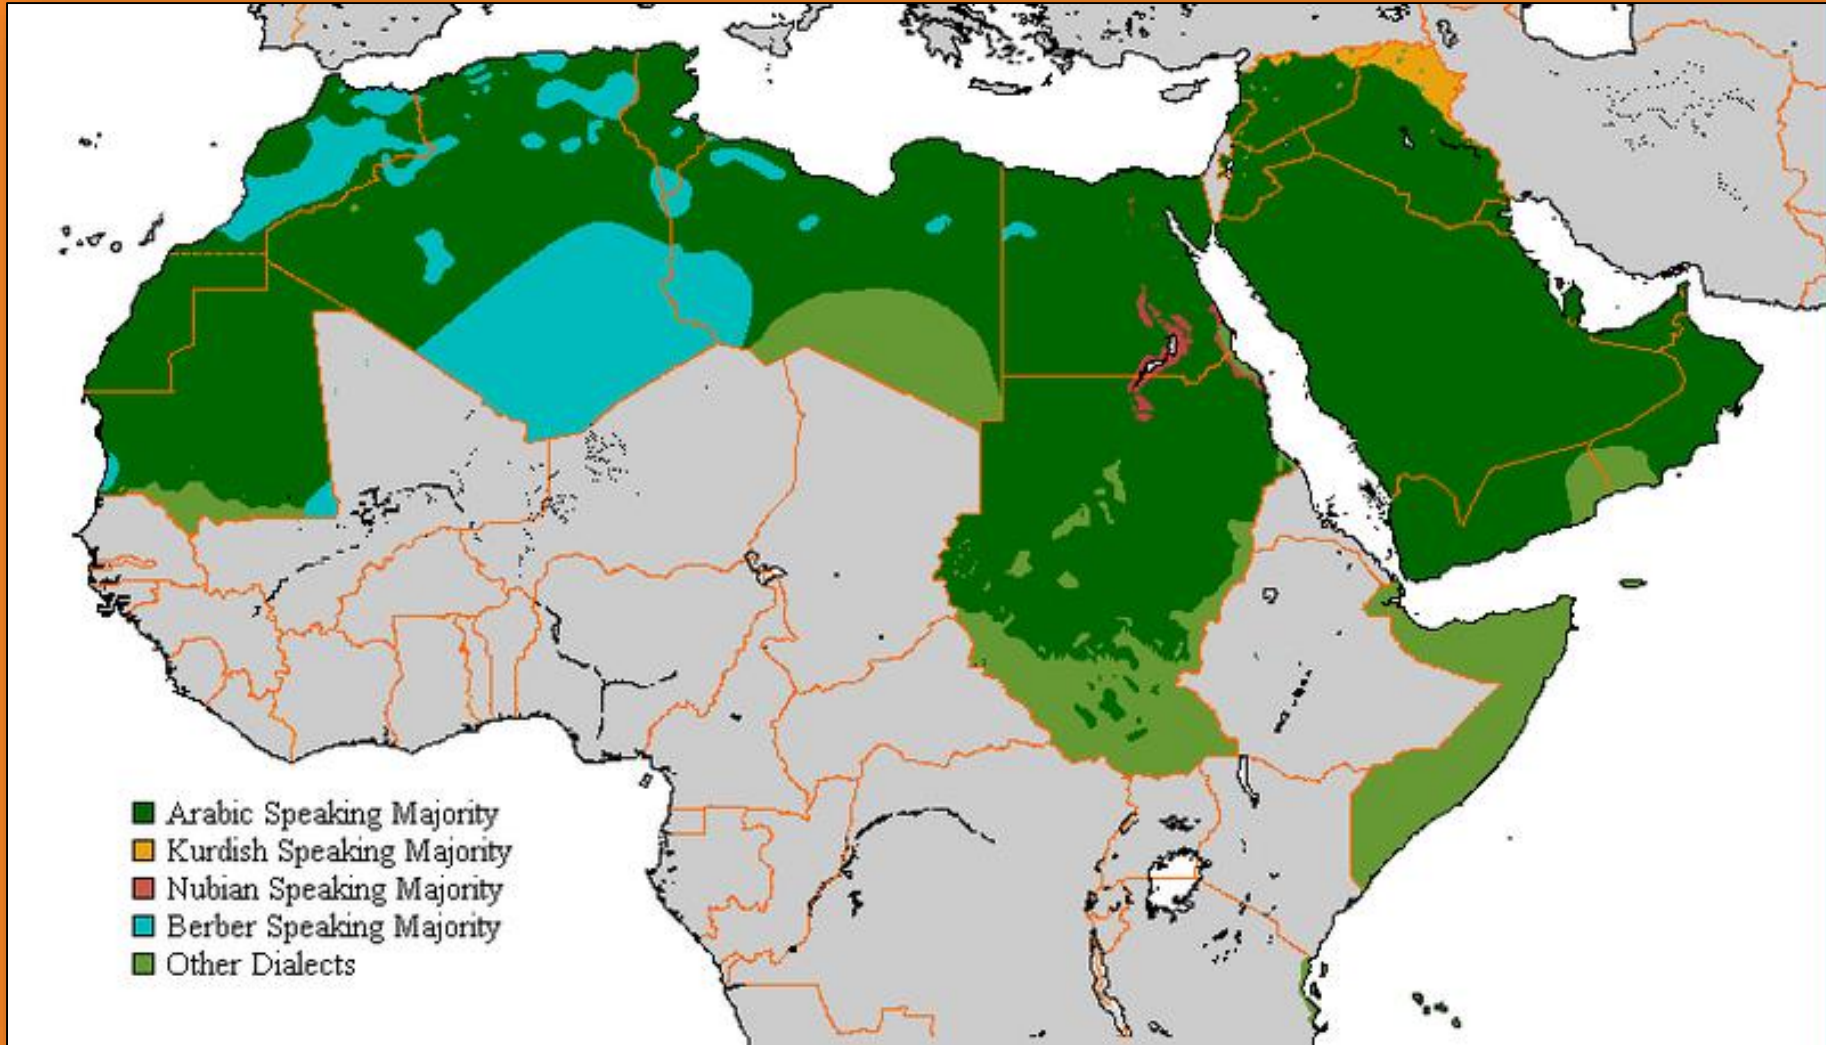 Arabic Speaking Majority
Kurdish Speaking Majority
Nubian Speaking Majority
Berber Speaking Majority
Other Dialects